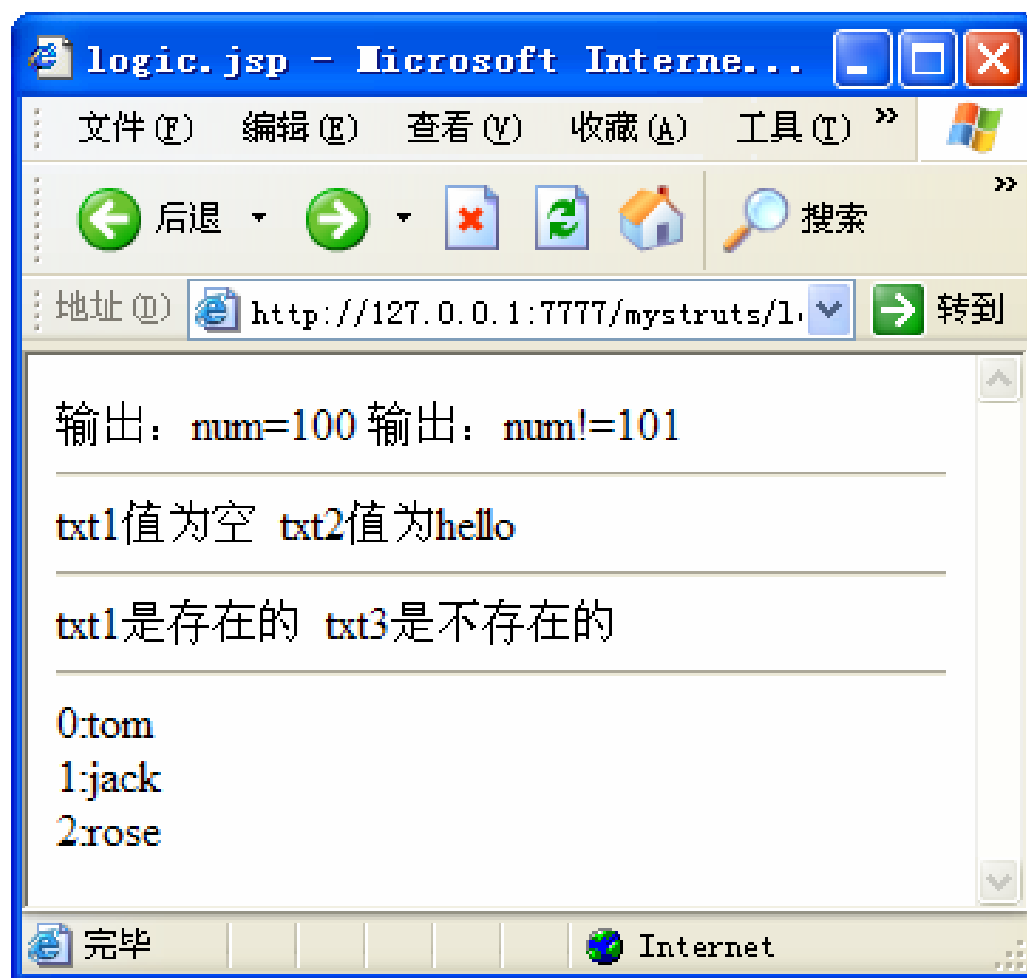 logic.jsp - Microsoft Interne...
文件(F) 编辑(E) 查看(V) 收藏(A) 工具(T) »
后退 搜索 »
地址(D) http://127.0.0.1:7777/mystruts/l 转到
输出：num=100 输出：num!=101
txt1值为空 txt2值为hello
txt1是存在的 txt3是不存在的
0:tom
1:jack
2:rose
完毕 Internet